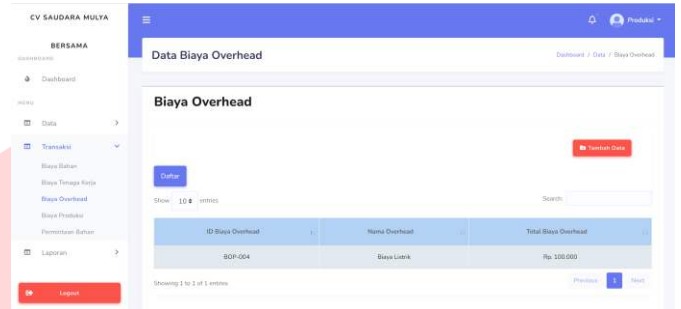 CV SAUDARA MULYA
BERSAMA
DASHBOARD
Dashboard
MENU
Data
Transaksi
Biaya Bahan
Biaya Tenaga Kerja
Biaya Overhead
Biaya Produksi
Permintaan Bahan
Laporan
Logout
Produksi
Data Biaya Overhead
Dashboard / Data / Biaya Overhead
Biaya Overhead
Tambah Data
Daftar
Show 10 entries
Search:
ID Biaya Overhead Nama Overhead Total Biaya Overhead
BOP-004 Biaya Listrik Rp. 100.000
Showing 1 to 1 of 1 entries
Previous 1 Next